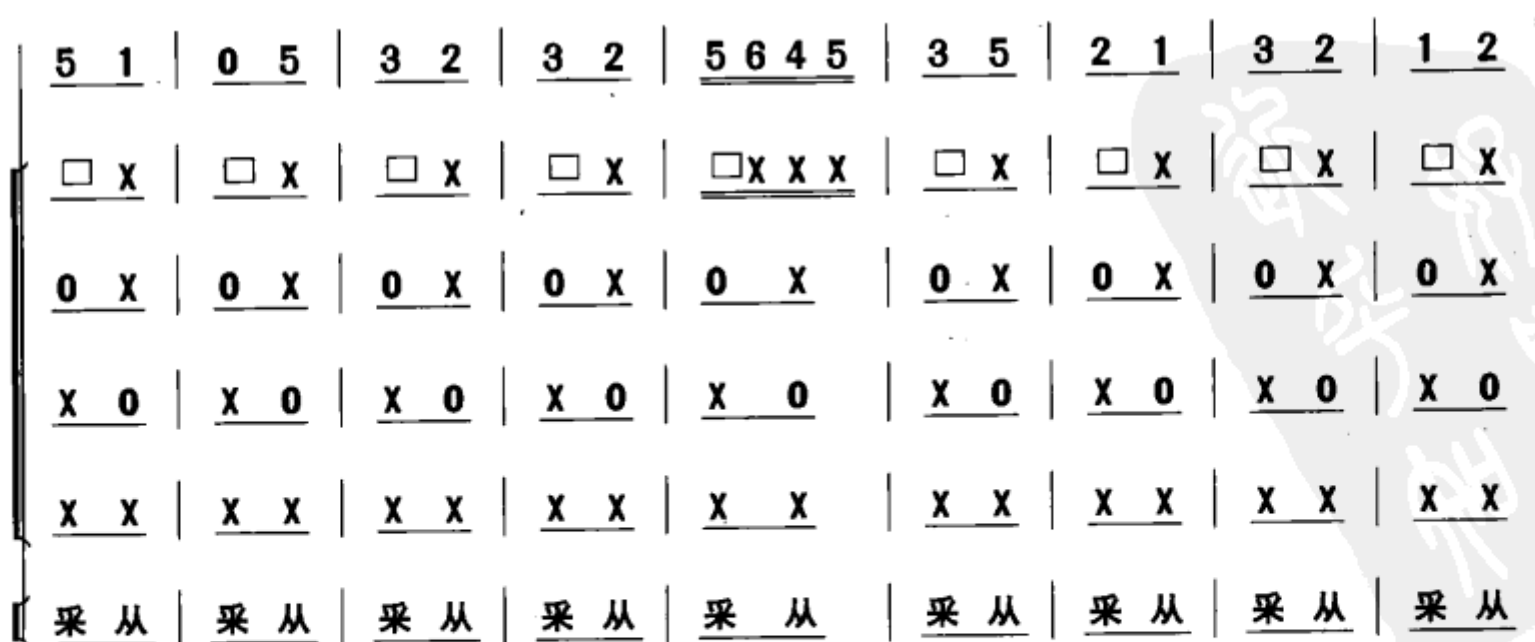 5 1 | 0 5 | 3 2 | 3 2 | 5 6 4 5 | 3 5 | 2 1 | 3 2 | 1 2
□ X | □ X | □ X | □ X | □ X X X | □ X | □ X | □ X | □ X
0 X | 0 X | 0 X | 0 X | 0 X | 0 X | 0 X | 0 X | 0 X
X 0 | X 0 | X 0 | X 0 | X 0 | X 0 | X 0 | X 0 | X 0
X X | X X | X X | X X | X X | X X | X X | X X | X X
采 从 | 采 从 | 采 从 | 采 从 | 采 从 | 采 从 | 采 从 | 采 从 | 采 从